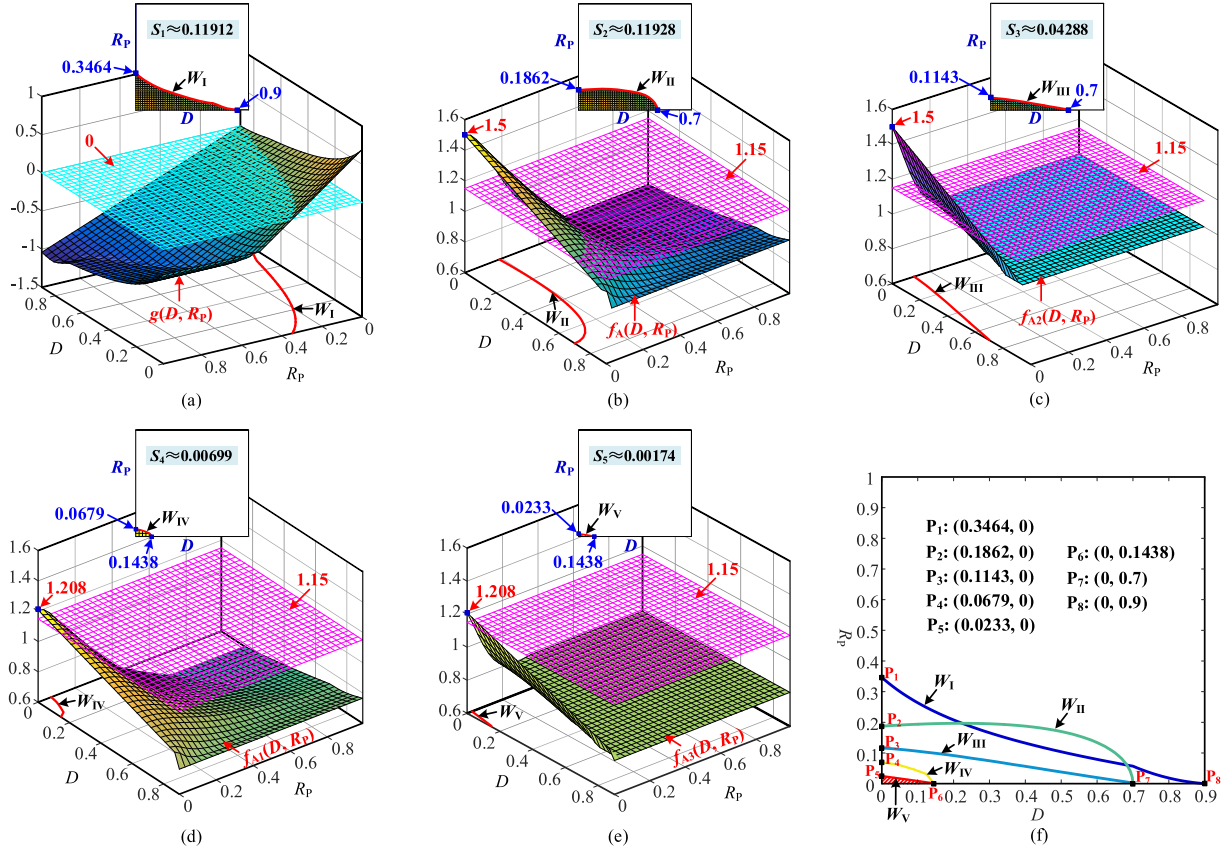 S1≈0.11912
RP
0.3464
WI
0.9
D
0
1
0.5
0
-0.5
-1
-1.5
0.8
0.6
0.4
0.2
0
D
g(D, RP)
WI
0.8
0.6
0.4
0.2
0
RP
(a)
S2≈0.11928
RP
0.1862
WII
D
0.7
1.5
1.15
1.6
1.4
1.2
1
0.8
0.6
0
0.2
0.4
0.6
0.8
D
WII
fA(D, RP)
0
0.2
0.4
0.6
0.8
RP
(b)
S3≈0.04288
RP
0.1143
WIII
0.7
D
1.5
1.15
1.6
1.4
1.2
1
0.8
0.6
0
0.2
0.4
0.6
0.8
D
WIII
fA2(D, RP)
0
0.2
0.4
0.6
0.8
RP
(c)
S4≈0.00699
RP
0.0679
WIV
D
0.1438
1.208
1.15
1.6
1.4
1.2
1
0.8
0.6
0
0.2
0.4
0.6
0.8
D
WIV
fA1(D, RP)
0
0.2
0.4
0.6
0.8
RP
(d)
S5≈0.00174
RP
0.0233
WV
D
0.1438
1.208
1.15
1.6
1.4
1.2
1
0.8
0.6
0
0.2
0.4
0.6
0.8
D
WV
fA3(D, RP)
0
0.2
0.4
0.6
0.8
RP
(e)
1
0.9
0.8
0.7
0.6
0.5
0.4
0.3
0.2
0.1
0
RP
P1: (0.3464, 0)
P2: (0.1862, 0)
P3: (0.1143, 0)
P4: (0.0679, 0)
P5: (0.0233, 0)
P6: (0, 0.1438)
P7: (0, 0.7)
P8: (0, 0.9)
P1
WI
WII
P2
WIII
P3
P4
WIV
P5
P6
P7
P8
0 0.1 0.2 0.3 0.4 0.5 0.6 0.7 0.8 0.9
WV
D
(f)